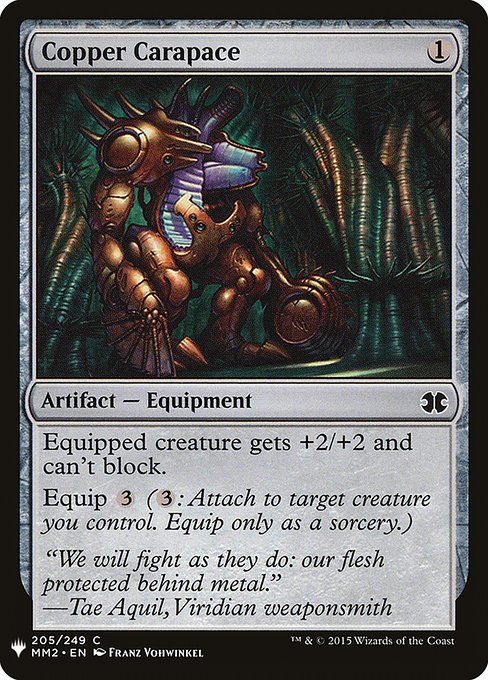 Copper Carapace 1
Artifact — Equipment
Equipped creature gets +2/+2 and
can't block.
Equip 3 (3: Attach to target creature
you control. Equip only as a sorcery.)
“We will fight as they do: our flesh
protected behind metal.”
—Tae Aquil, Viridian weaponsmith
205/249 C
MM2 • EN Franz Vohwinkel
™ & © 2015 Wizards of the Coast